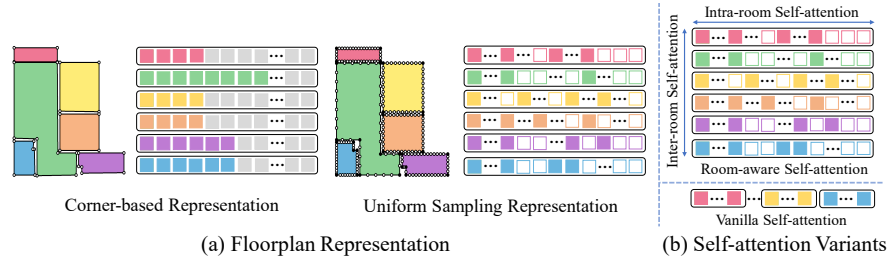 Intra-room Self-attention
Inter-room Self-attention
Room-aware Self-attention
Vanilla Self-attention
Corner-based Representation
Uniform Sampling Representation
(a) Floorplan Representation
(b) Self-attention Variants